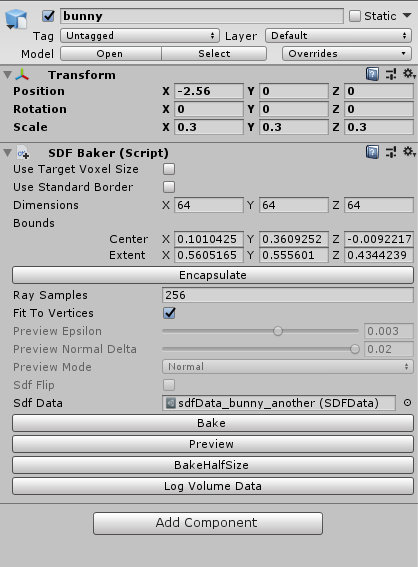 bunny Static
Tag Untagged Layer Default
Model Open Select Overrides
Transform
Position X -2.56 Y 0 Z 0
Rotation X 0 Y 0 Z 0
Scale X 0.3 Y 0.3 Z 0.3
SDF Baker (Script)
Use Target Voxel Size
Use Standard Border
Dimensions X 64 Y 64 Z 64
Bounds
Center X 0.1010425 Y 0.3609252 Z -0.0092217
Extent X 0.5605165 Y 0.555601 Z 0.4344239
Encapsulate
Ray Samples 256
Fit To Vertices
Preview Epsilon 0.003
Preview Normal Delta 0.02
Preview Mode Normal
Sdf Flip
Sdf Data sdfData_bunny_another (SDFData)
Bake
Preview
BakeHalfSize
Log Volume Data
Add Component